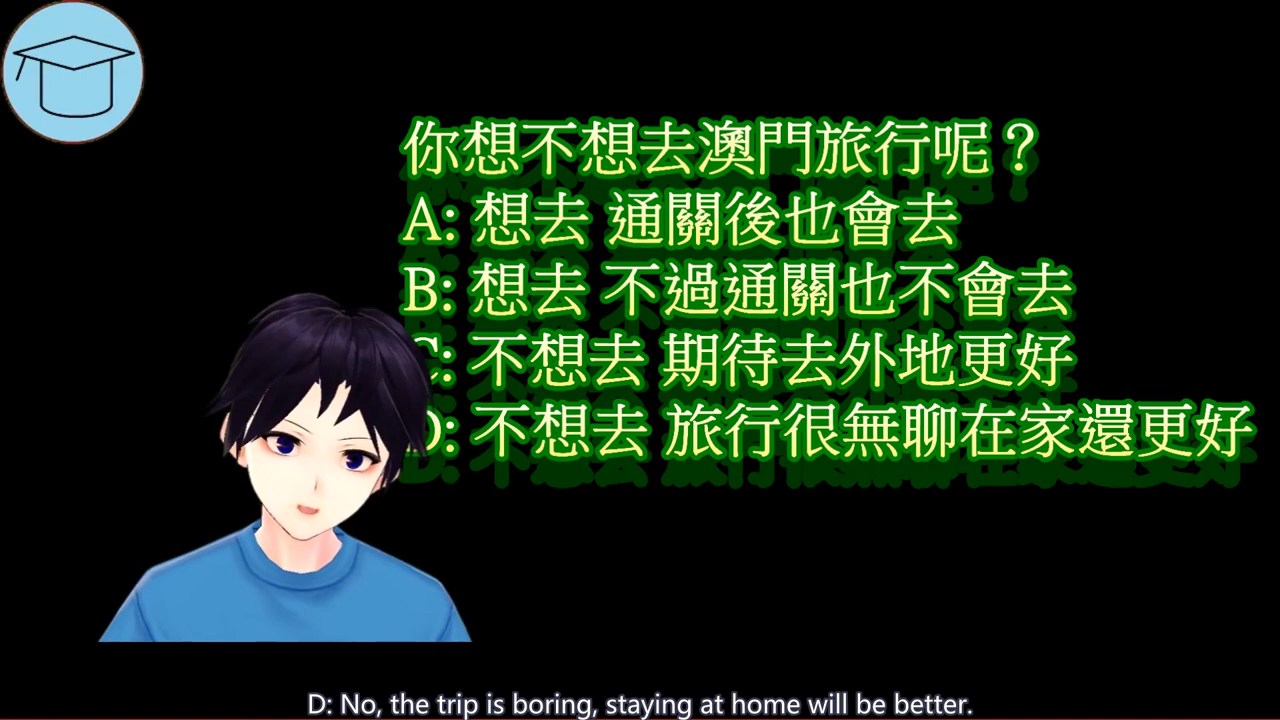 你想不想去澳門旅行呢？
A: 想去 通關後也會去
B: 想去 不過通關也不會去
C: 不想去 期待去外地更好
D: 不想去 旅行很無聊在家還更好
D: No, the trip is boring, staying at home will be better.